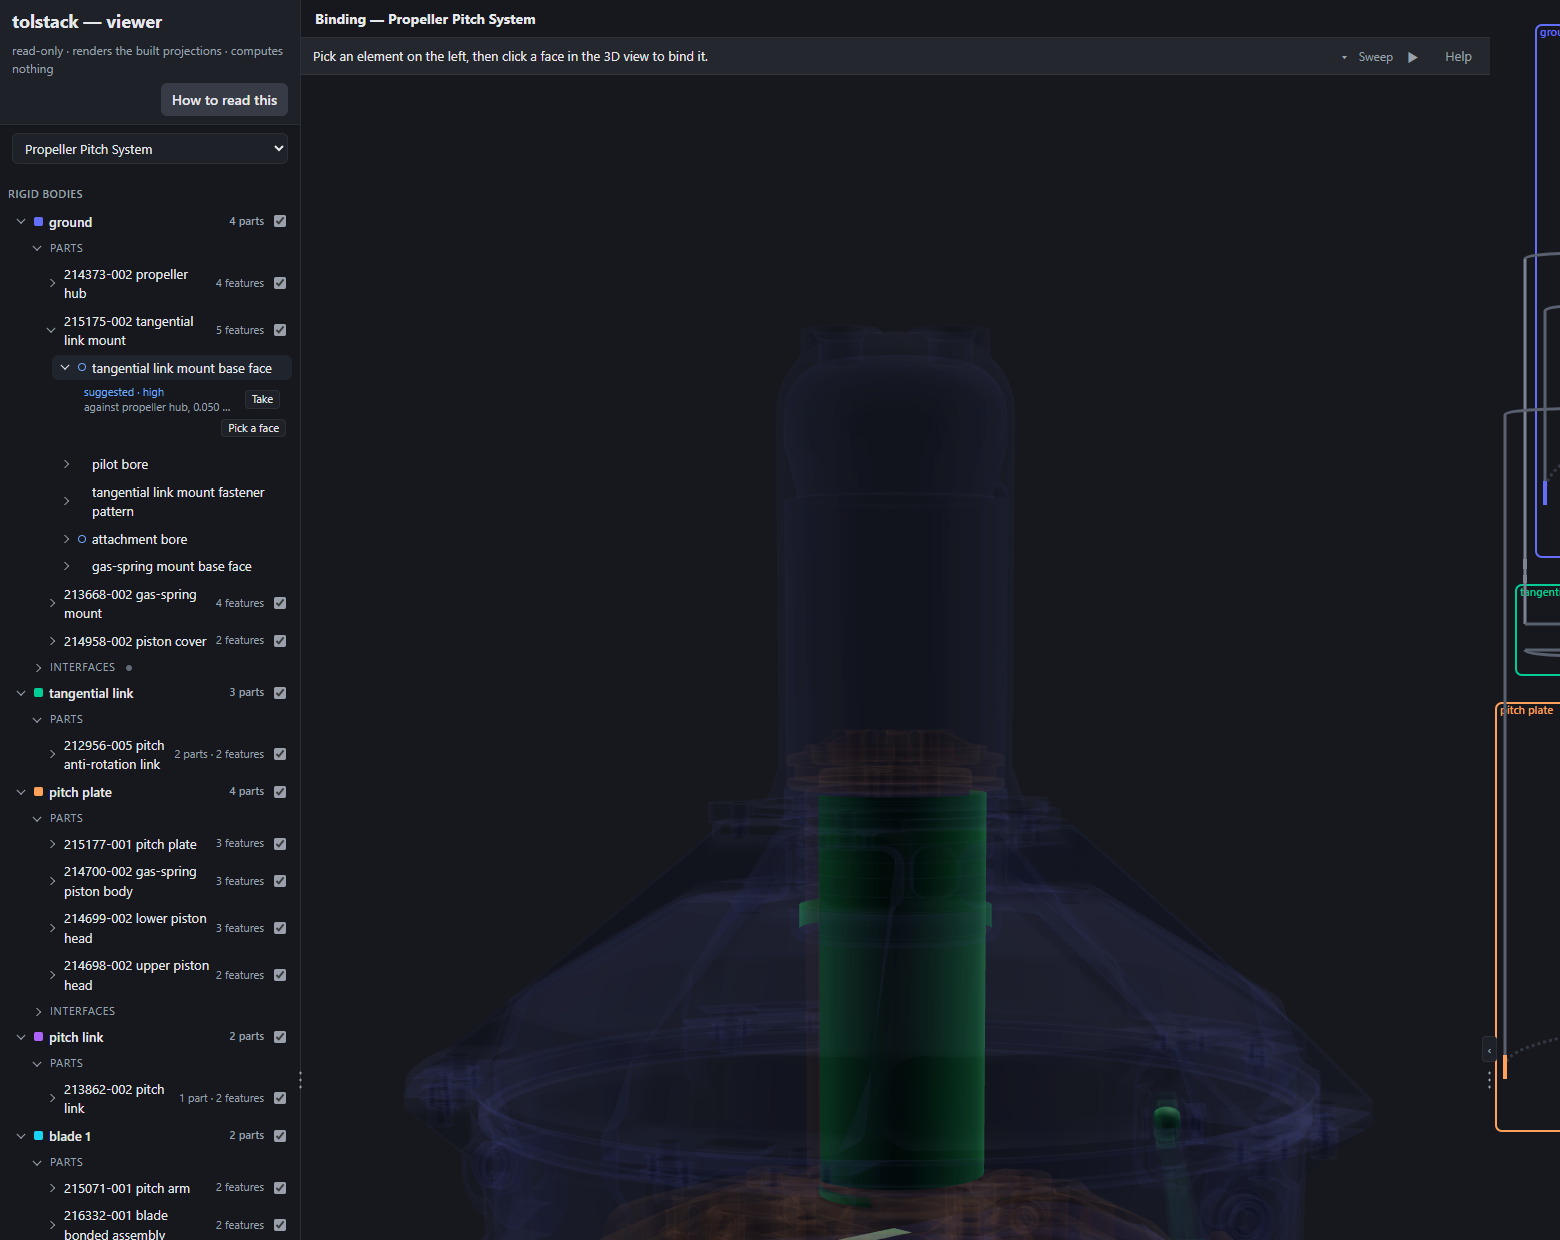 tolstack — viewer
read-only · renders the built projections · computes
nothing
How to read this
Propeller Pitch System
RIGID BODIES
ground 4 parts
PARTS
214373-002 propeller
hub
4 features
215175-002 tangential
link mount
5 features
tangential link mount base face
suggested · high
against propeller hub, 0.050 ...
Take
Pick a face
pilot bore
tangential link mount fastener
pattern
attachment bore
gas-spring mount base face
213668-002 gas-spring
mount
4 features
214958-002 piston cover 2 features
INTERFACES
tangential link 3 parts
PARTS
212956-005 pitch
anti-rotation link
2 parts · 2 features
pitch plate 4 parts
PARTS
215177-001 pitch plate 3 features
214700-002 gas-spring
piston body
3 features
214699-002 lower piston
head
3 features
214698-002 upper piston
head
2 features
INTERFACES
pitch link 2 parts
PARTS
213862-002 pitch
link
1 part · 2 features
blade 1 2 parts
PARTS
215071-001 pitch arm 2 features
216332-001 blade
bonded assembly
2 features
Binding — Propeller Pitch System
Pick an element on the left, then click a face in the 3D view to bind it.
Sweep
Help
grou
tangenti
pitch plate